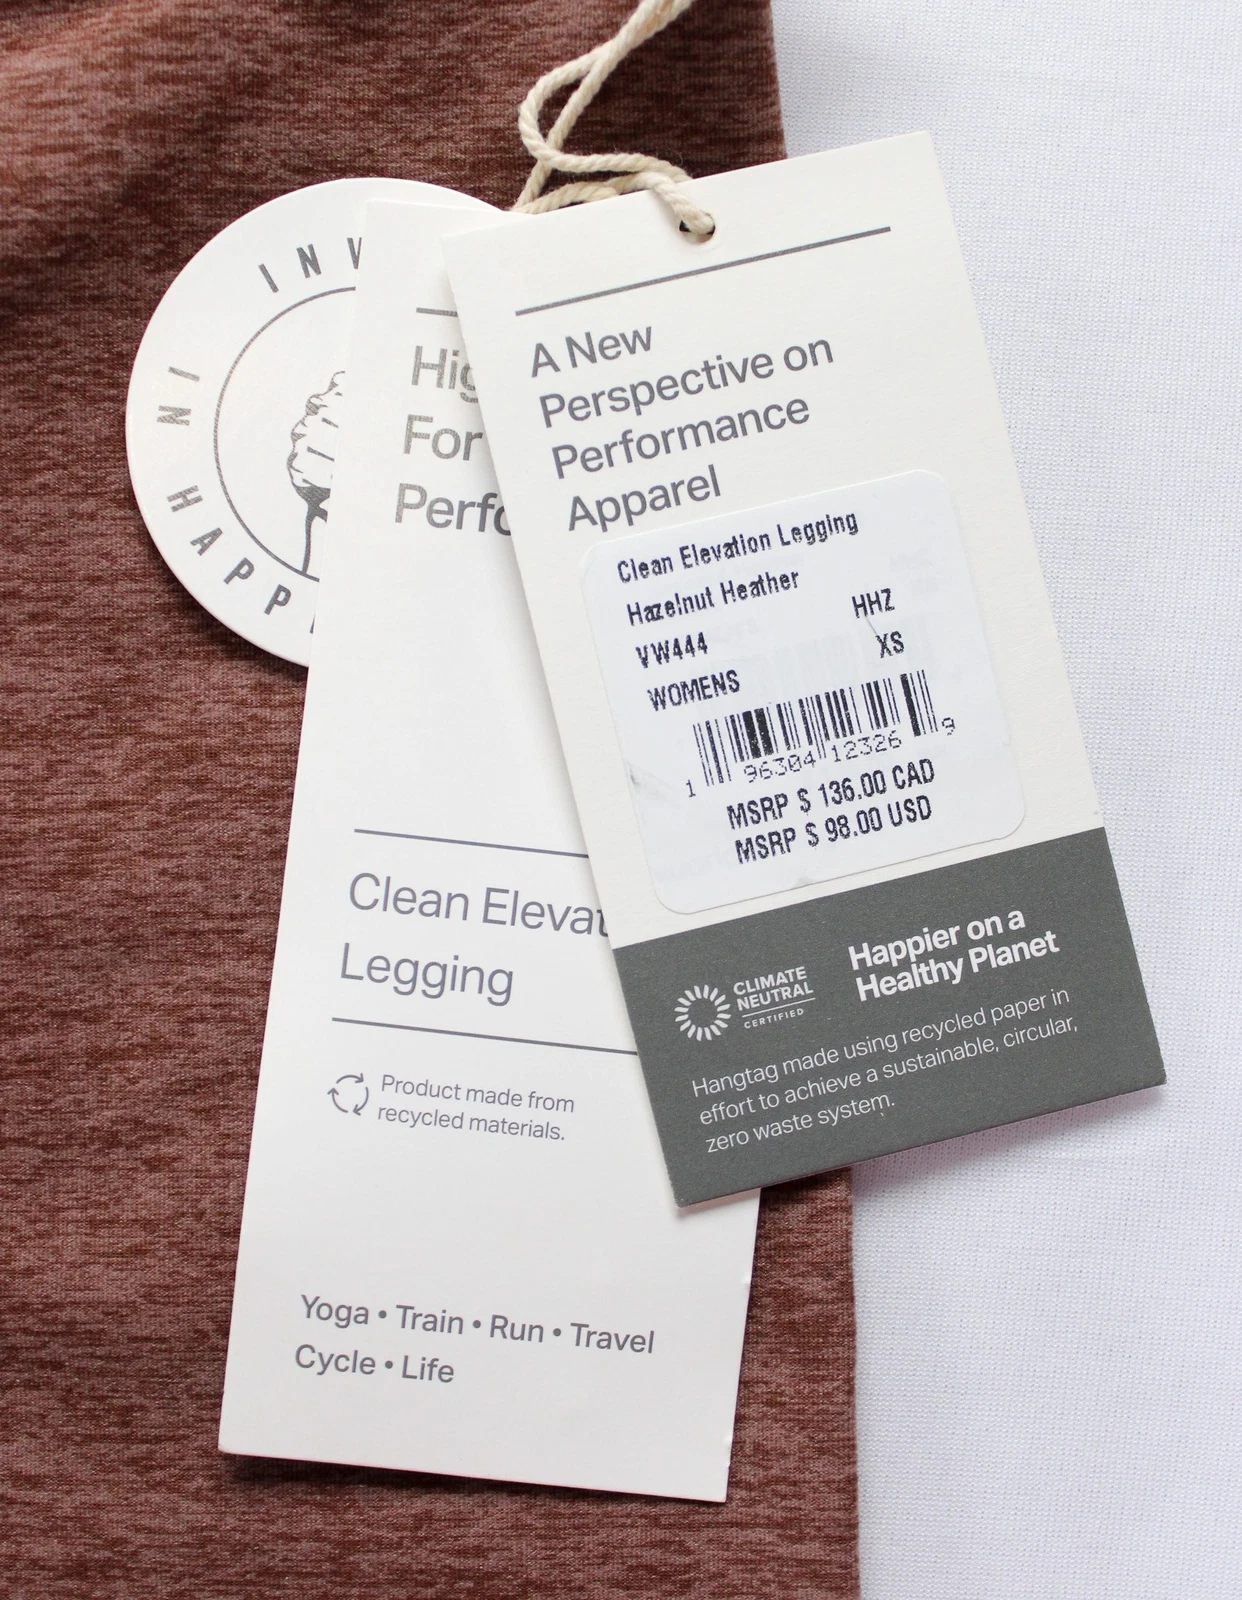 IN HAPP
Hig
For
Perfo
Clean Elevat
Legging
Product made from
recycled materials.
Yoga • Train • Run • Travel
Cycle • Life
A New
Perspective on
Performance
Apparel
Clean Elevation Legging
Hazelnut Heather
HHZ
VW444
XS
WOMENS
1 96304 12326 9
MSRP $ 136.00 CAD
MSRP $ 98.00 USD
CLIMATE
NEUTRAL
CERTIFIED
Happier on a
Healthy Planet
Hangtag made using recycled paper in
effort to achieve a sustainable, circular,
zero waste system.